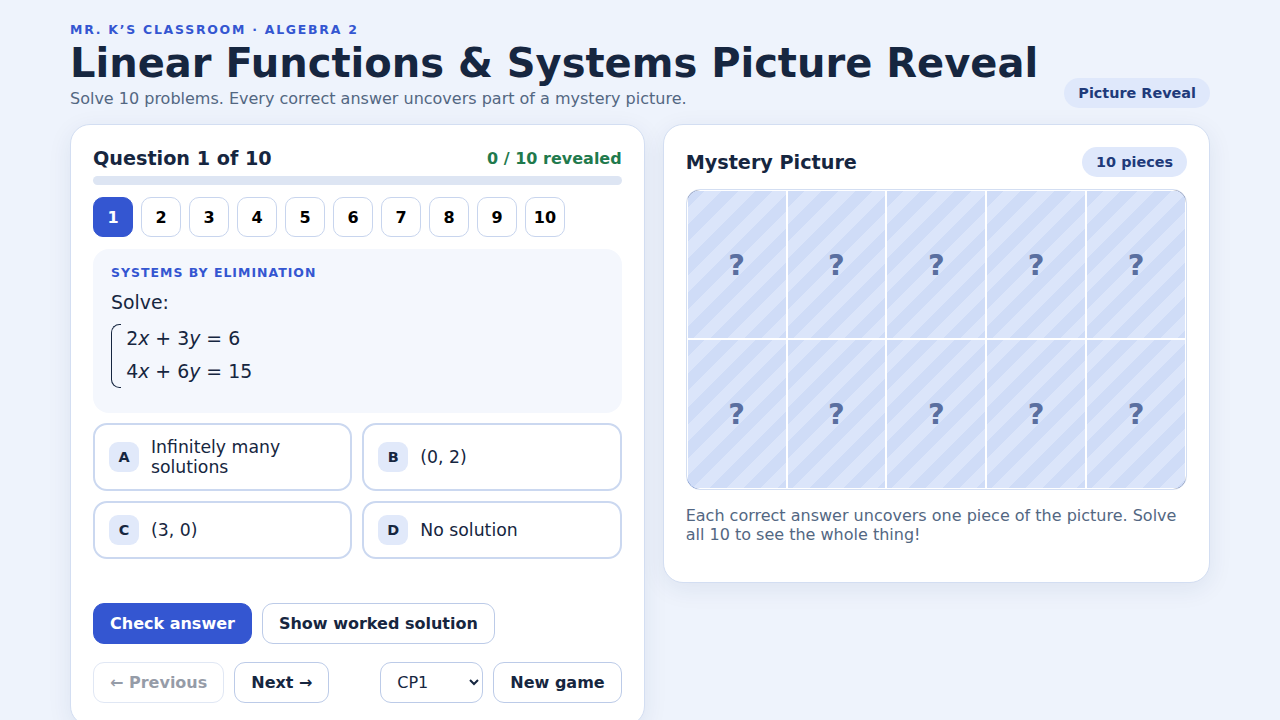 MR. K’S CLASSROOM · ALGEBRA 2
Linear Functions & Systems Picture Reveal
Solve 10 problems. Every correct answer uncovers part of a mystery picture.
Picture Reveal
Question 1 of 10
0 / 10 revealed
1 2 3 4 5 6 7 8 9 10
SYSTEMS BY ELIMINATION
Solve:
2x + 3y = 6
4x + 6y = 15
A Infinitely many
solutions
B (0, 2)
C (3, 0)
D No solution
Check answer
Show worked solution
← Previous
Next →
CP1
New game
Mystery Picture
10 pieces
? ? ? ? ?
? ? ? ? ?
Each correct answer uncovers one piece of the picture. Solve
all 10 to see the whole thing!